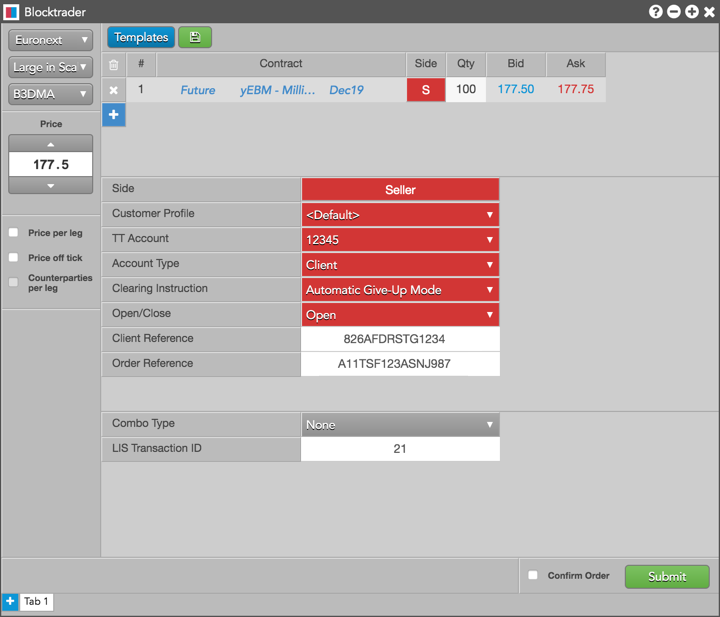 Blocktrader
Euronext
Large in Sca
B3DMA
Price
177.5
Price per leg
Price off tick
Counterparties
per leg
Templates
# Contract Side Qty Bid Ask
1 Future yEBM - Milli... Dec19 S 100 177.50 177.75
Side Seller
Customer Profile <Default>
TT Account 12345
Account Type Client
Clearing Instruction Automatic Give-Up Mode
Open/Close Open
Client Reference 826AFDRSTG1234
Order Reference A11TSF123ASNJ987
Combo Type None
LIS Transaction ID 21
Confirm Order Submit
Tab 1